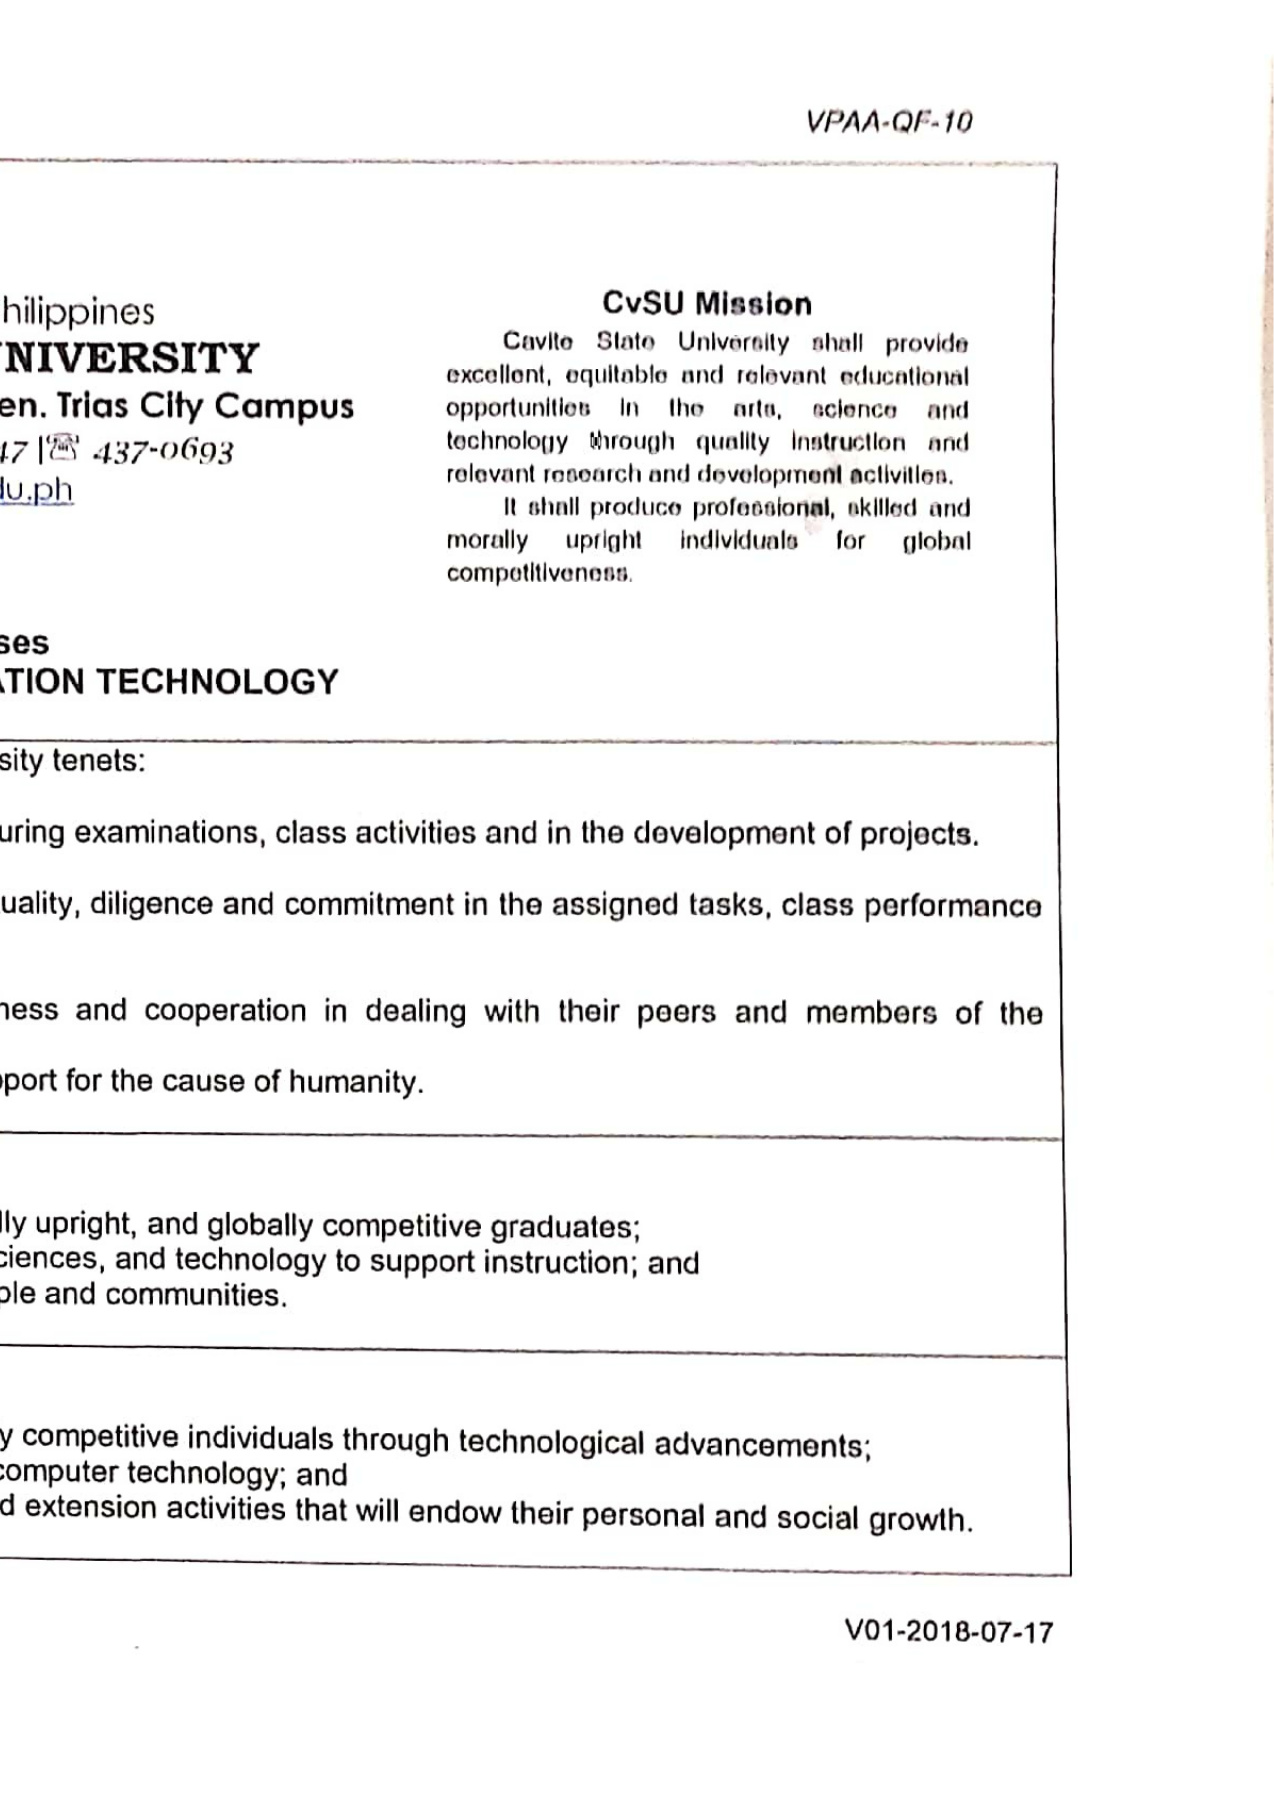 VPAA-QF-10
hilippines
NIVERSITY
en. Trias City Campus
47 |☏ 437-0693
du.ph
CvSU Mission
Cavite State University shall provide
excellent, equitable and relevant educational
opportunities in the arts, science and
technology through quality instruction and
relevant research and development activities.
It shall produce professional, skilled and
morally upright individuals for global
competitiveness.
ses
ATION TECHNOLOGY
sity tenets:
uring examinations, class activities and in the development of projects.
uality, diligence and commitment in the assigned tasks, class performance
ness and cooperation in dealing with their peers and members of the
pport for the cause of humanity.
lly upright, and globally competitive graduates;
ciences, and technology to support instruction; and
ple and communities.
y competitive individuals through technological advancements;
computer technology; and
d extension activities that will endow their personal and social growth.
V01-2018-07-17